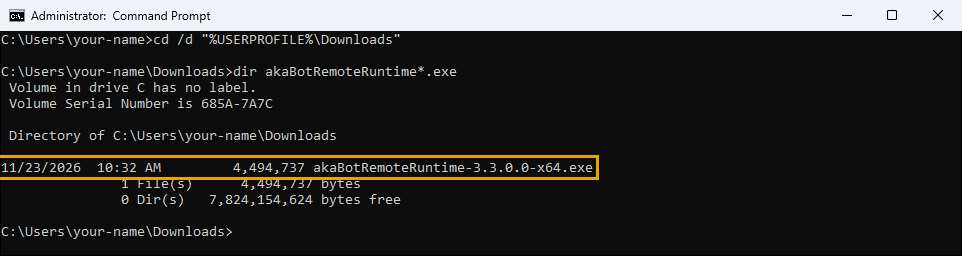 Administrator: Command Prompt
C:\Users\your-name>cd /d "%USERPROFILE%\Downloads"
C:\Users\your-name\Downloads>dir akaBotRemoteRuntime*.exe
Volume in drive C has no label.
Volume Serial Number is 685A-7A7C
Directory of C:\Users\your-name\Downloads
11/23/2026  10:32 AM         4,494,737 akaBotRemoteRuntime-3.3.0.0-x64.exe
1 File(s)      4,494,737 bytes
0 Dir(s)   7,824,154,624 bytes free
C:\Users\your-name\Downloads>